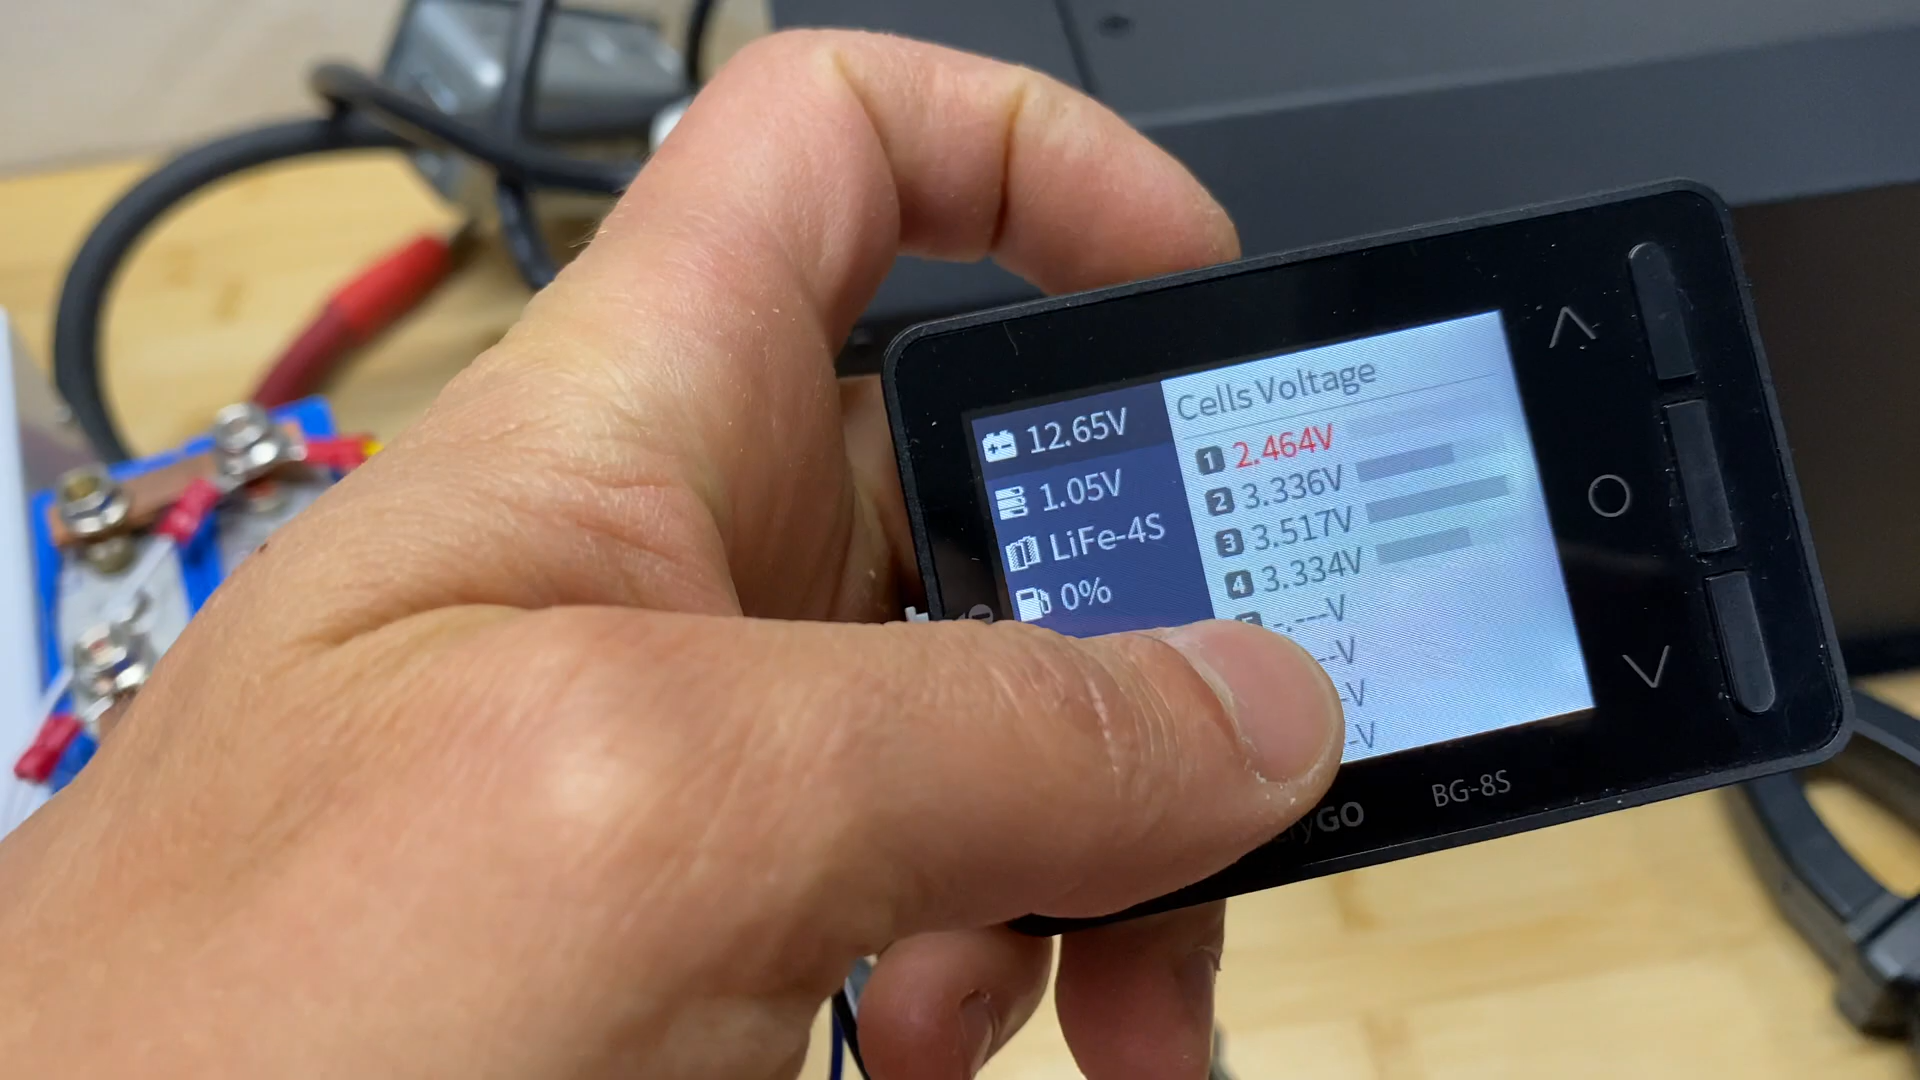 12.65V
1.05V
LiFe-4S
0%
Cells Voltage
1 2.464V
2 3.336V
3 3.517V
4 3.334V
-.---V
--V
-V
-V
GO
BG-8S